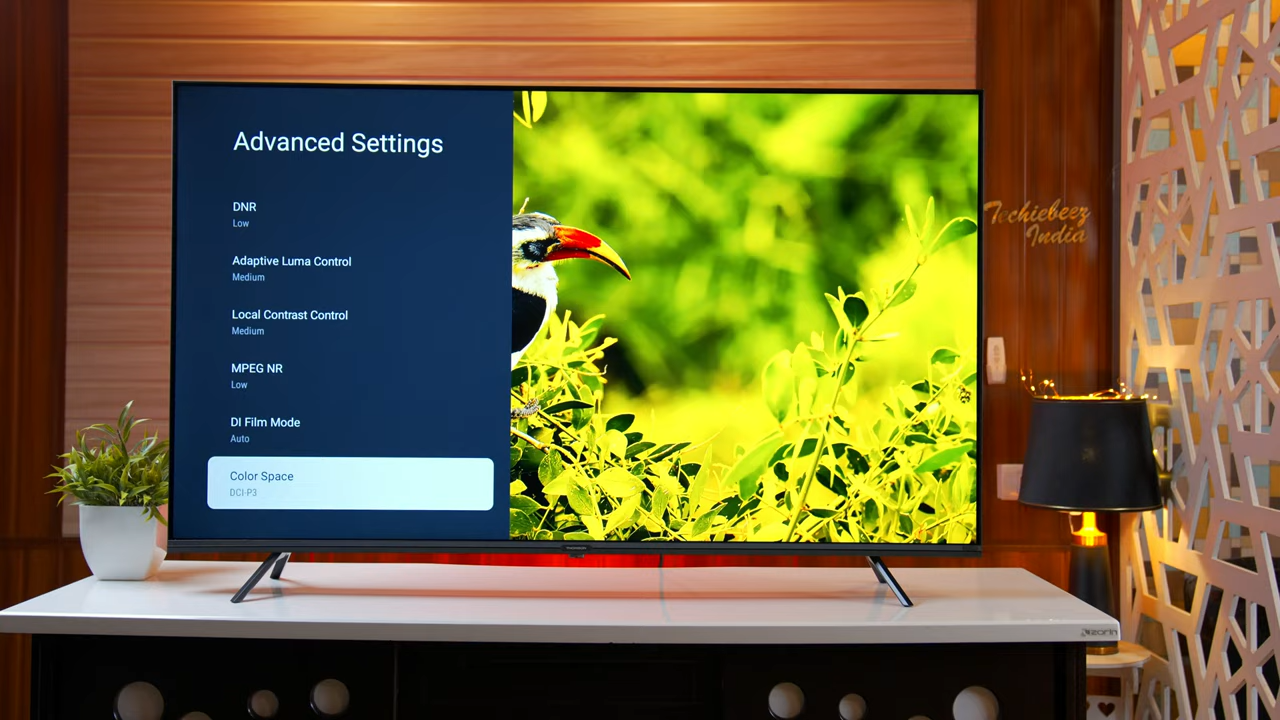 Advanced Settings
DNR
Low
Adaptive Luma Control
Medium
Local Contrast Control
Medium
MPEG NR
Low
DI Film Mode
Auto
Color Space
DCI-P3
Techiebeez
India